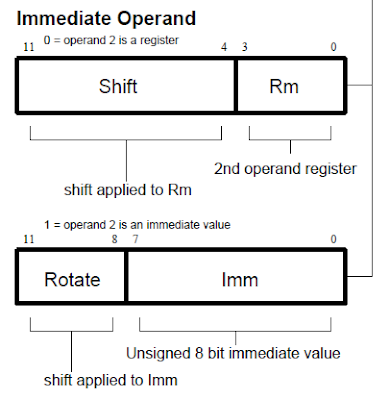 Immediate Operand
0 = operand 2 is a register
11 4 3 0
Shift Rm
2nd operand register
shift applied to Rm
1 = operand 2 is an immediate value
11 8 7 0
Rotate Imm
Unsigned 8 bit immediate value
shift applied to Imm